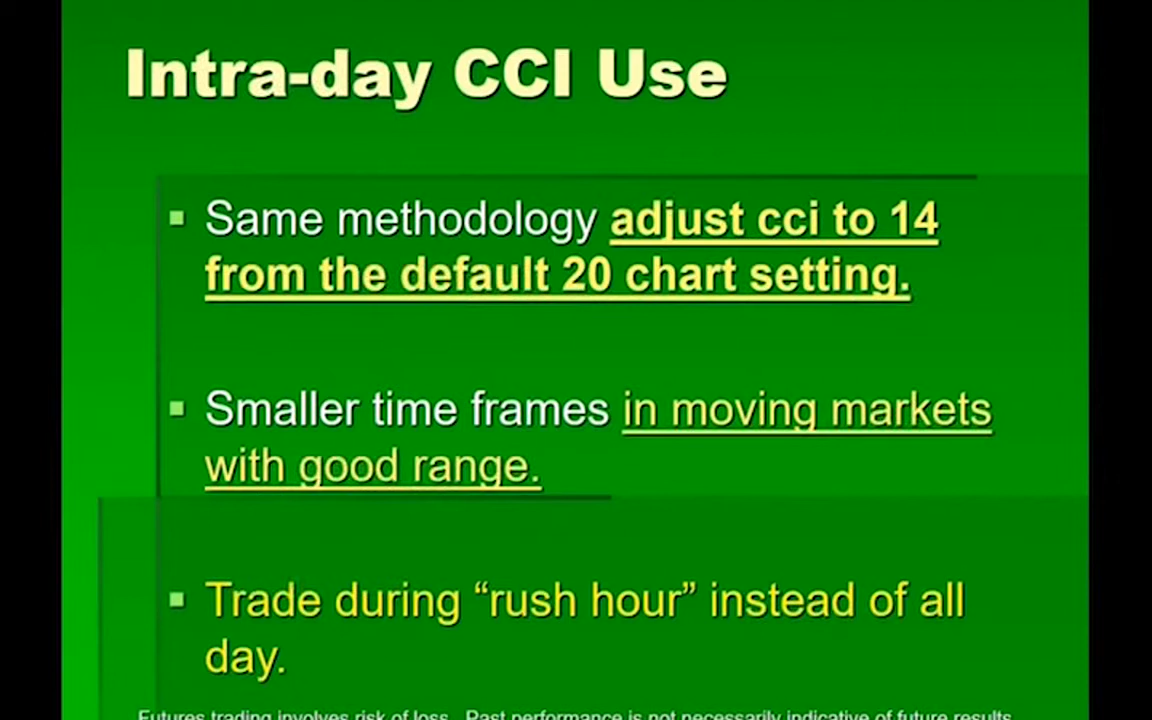 Intra-day CCI Use
Same methodology adjust cci to 14
from the default 20 chart setting.
Smaller time frames in moving markets
with good range.
Trade during “rush hour” instead of all
day.
Futures trading involves risk of loss. Past performance is not necessarily indicative of future results